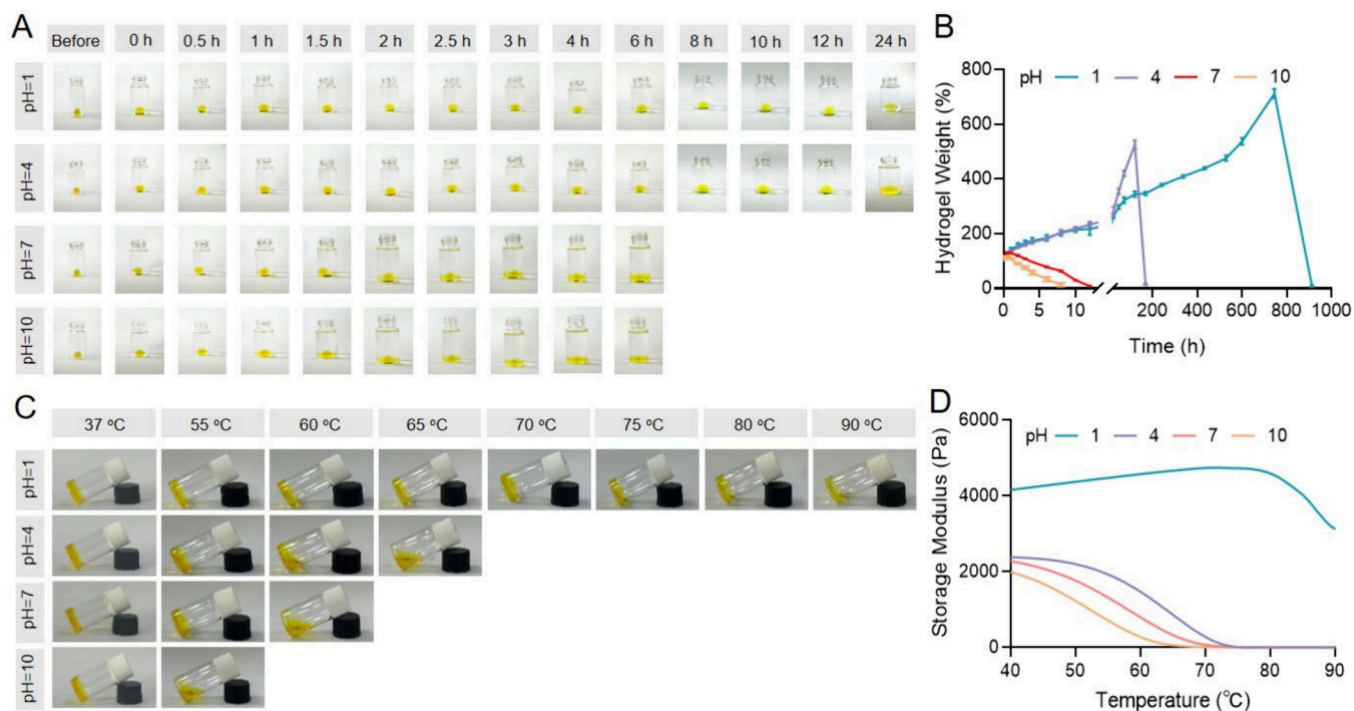 A
Before 0 h 0.5 h 1 h 1.5 h 2 h 2.5 h 3 h 4 h 6 h 8 h 10 h 12 h 24 h
pH=1
pH=4
pH=7
pH=10
B
pH 1 4 7 10
Hydrogel Weight (%)
800
600
400
200
0
0 5 10 200 400 600 800 1000
Time (h)
C
37 ºC 55 ºC 60 ºC 65 ºC 70 ºC 75 ºC 80 ºC 90 ºC
pH=1
pH=4
pH=7
pH=10
D
pH 1 4 7 10
Storage Modulus (Pa)
6000
4000
2000
0
40 50 60 70 80 90
Temperature (°C)